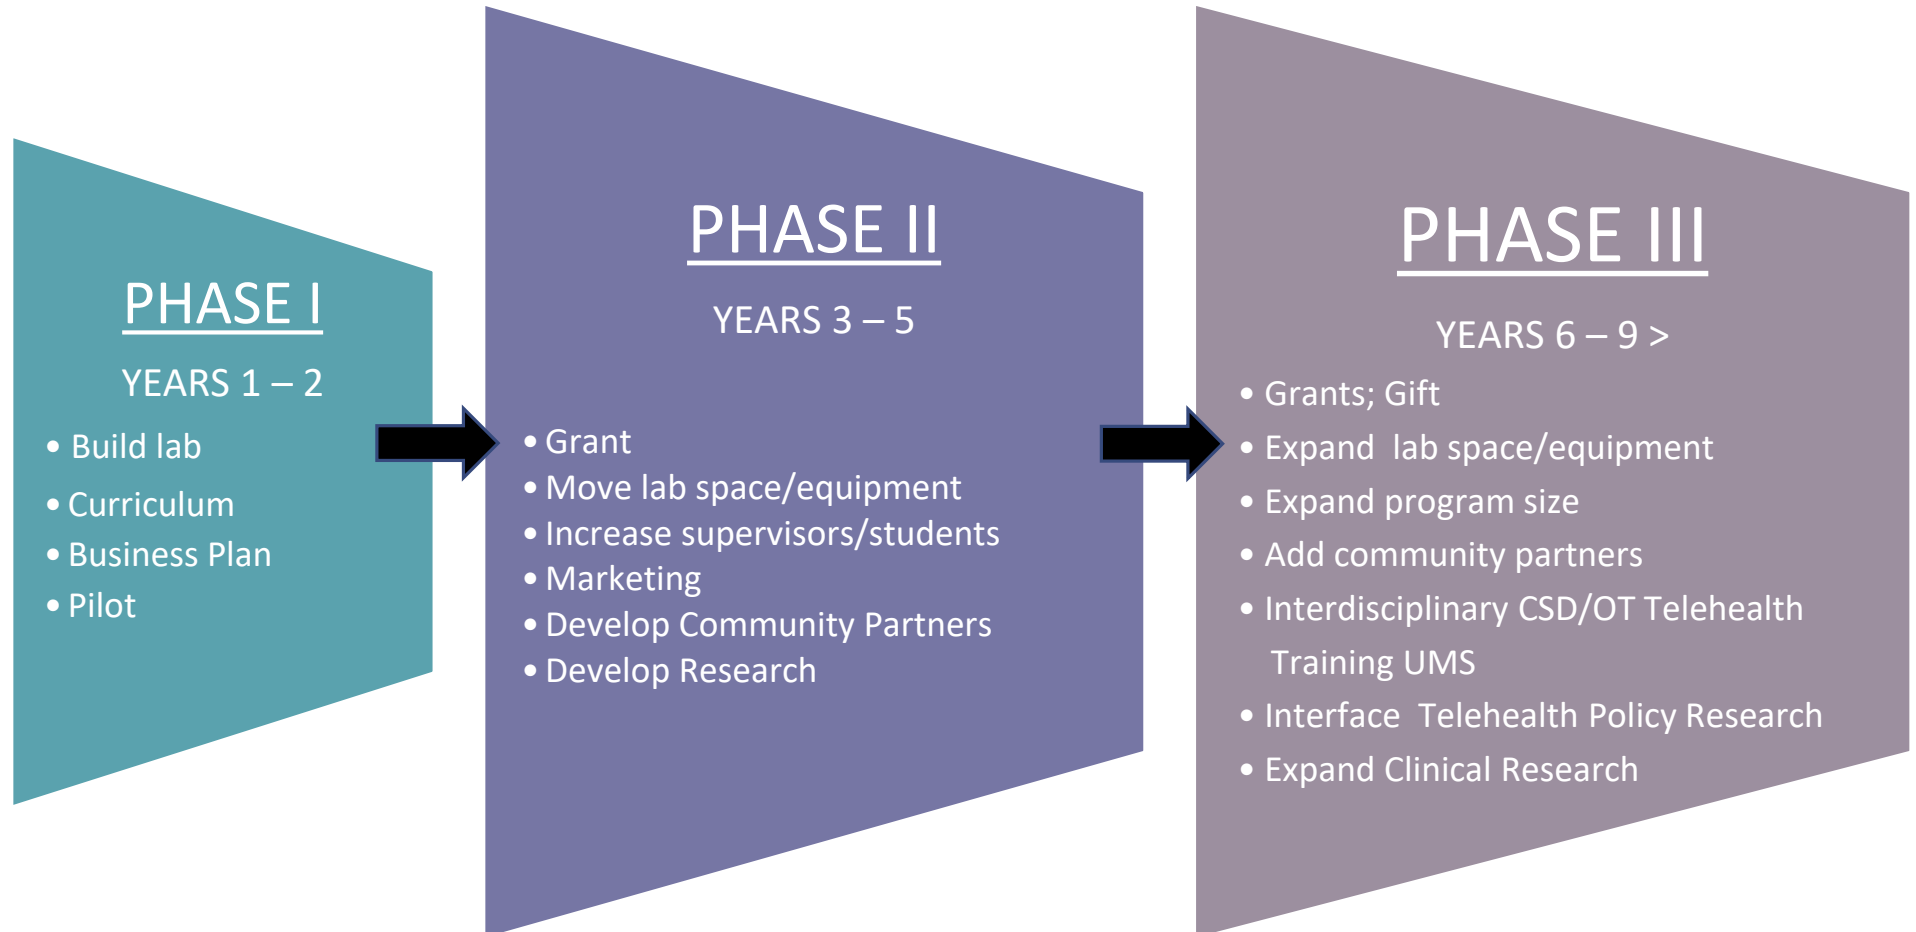 PHASE I
YEARS 1 – 2
• Build lab
• Curriculum
• Business Plan
• Pilot
PHASE II
YEARS 3 – 5
• Grant
• Move lab space/equipment
• Increase supervisors/students
• Marketing
• Develop Community Partners
• Develop Research
PHASE III
YEARS 6 – 9 >
• Grants; Gift
• Expand  lab space/equipment
• Expand program size
• Add community partners
• Interdisciplinary CSD/OT Telehealth
Training UMS
• Interface  Telehealth Policy Research
• Expand Clinical Research